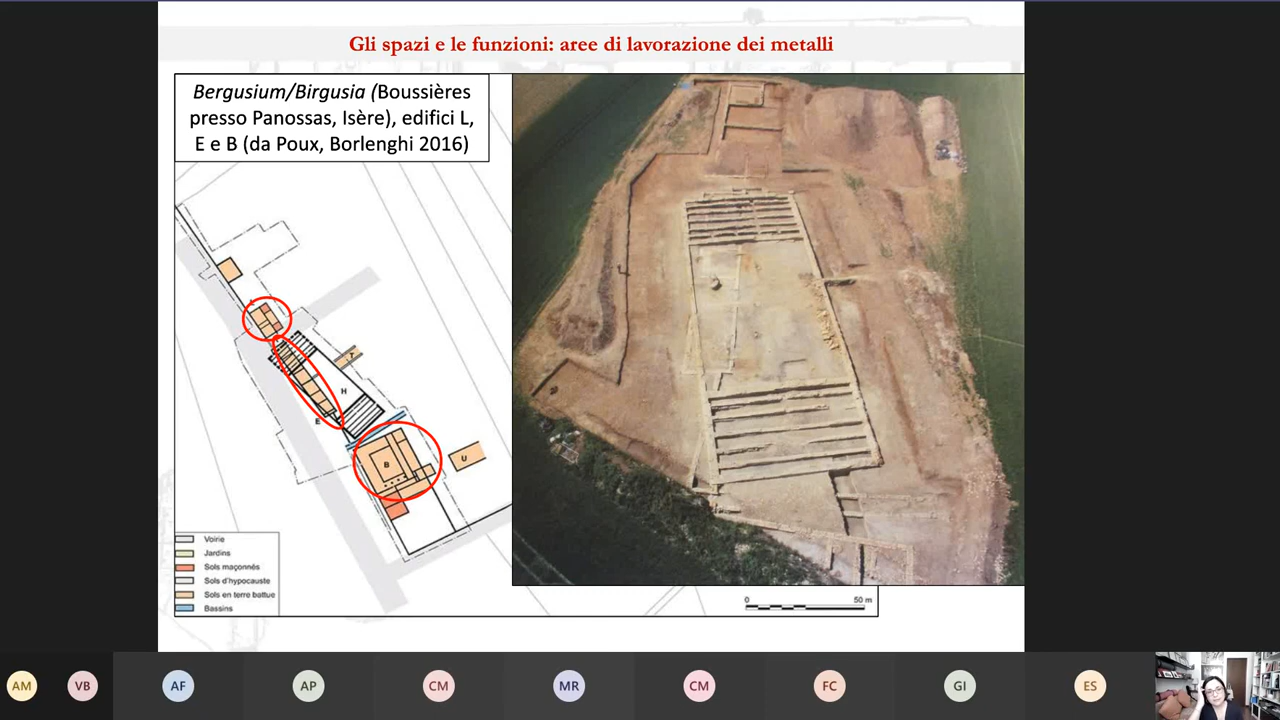 Gli spazi e le funzioni: aree di lavorazione dei metalli
Bergusium/Birgusia (Boussières
presso Panossas, Isère), edifici L,
E e B (da Poux, Borlenghi 2016)
H
E
B
U
Voirie
Jardins
Sols maçonnés
Sols d'hypocauste
Sols en terre battue
Bassins
0 50 m
AM VB AF AP CM MR CM FC GI ES